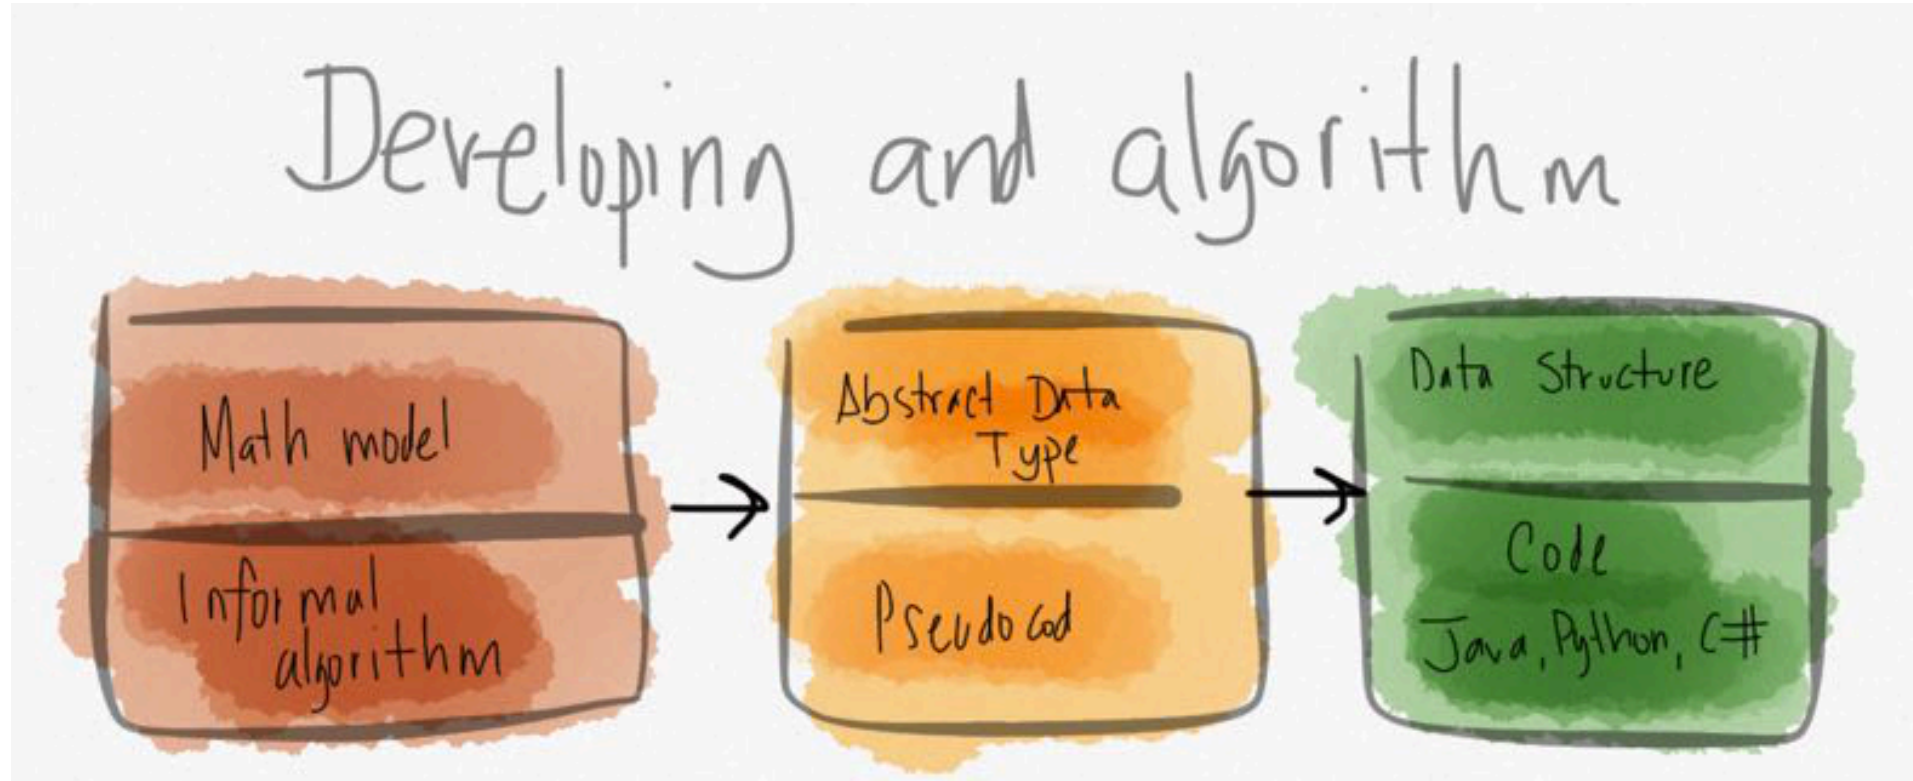 Developing and algorithm
Math model
Informal
algorithm
Abstract Data
Type
Pseudocod
Data Structure
Code
Java, Python, C#